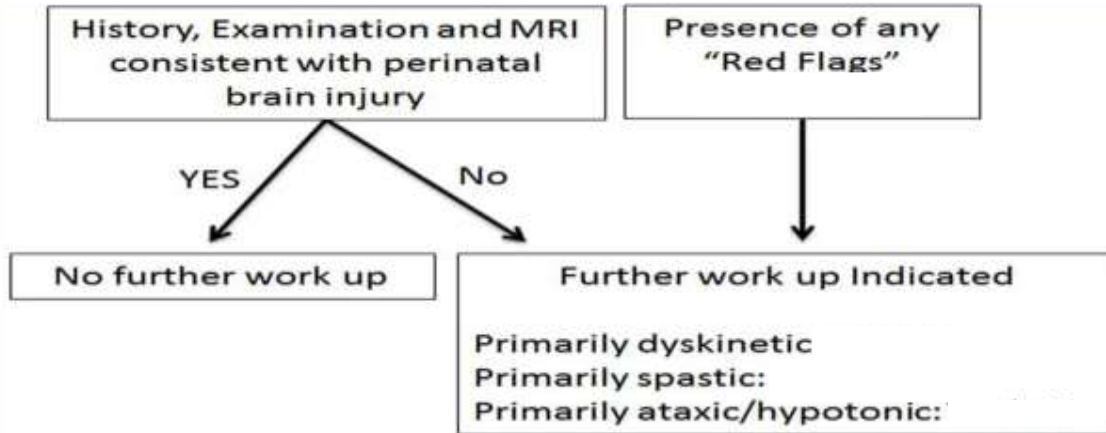 History, Examination and MRI
consistent with perinatal
brain injury
Presence of any
“Red Flags”
YES
No
No further work up
Further work up Indicated
Primarily dyskinetic
Primarily spastic:
Primarily ataxic/hypotonic: